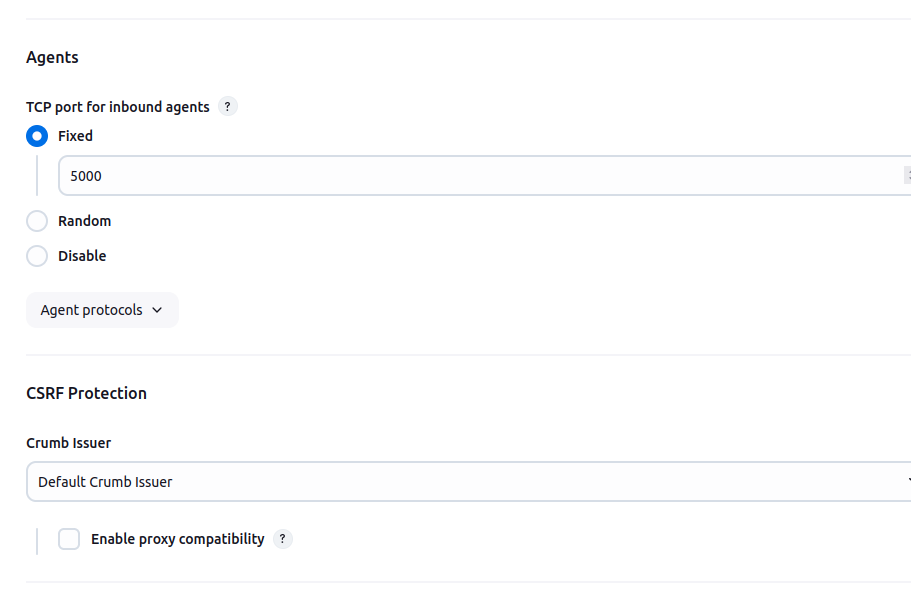 Agents
TCP port for inbound agents ?
Fixed
5000
Random
Disable
Agent protocols
CSRF Protection
Crumb Issuer
Default Crumb Issuer
Enable proxy compatibility ?